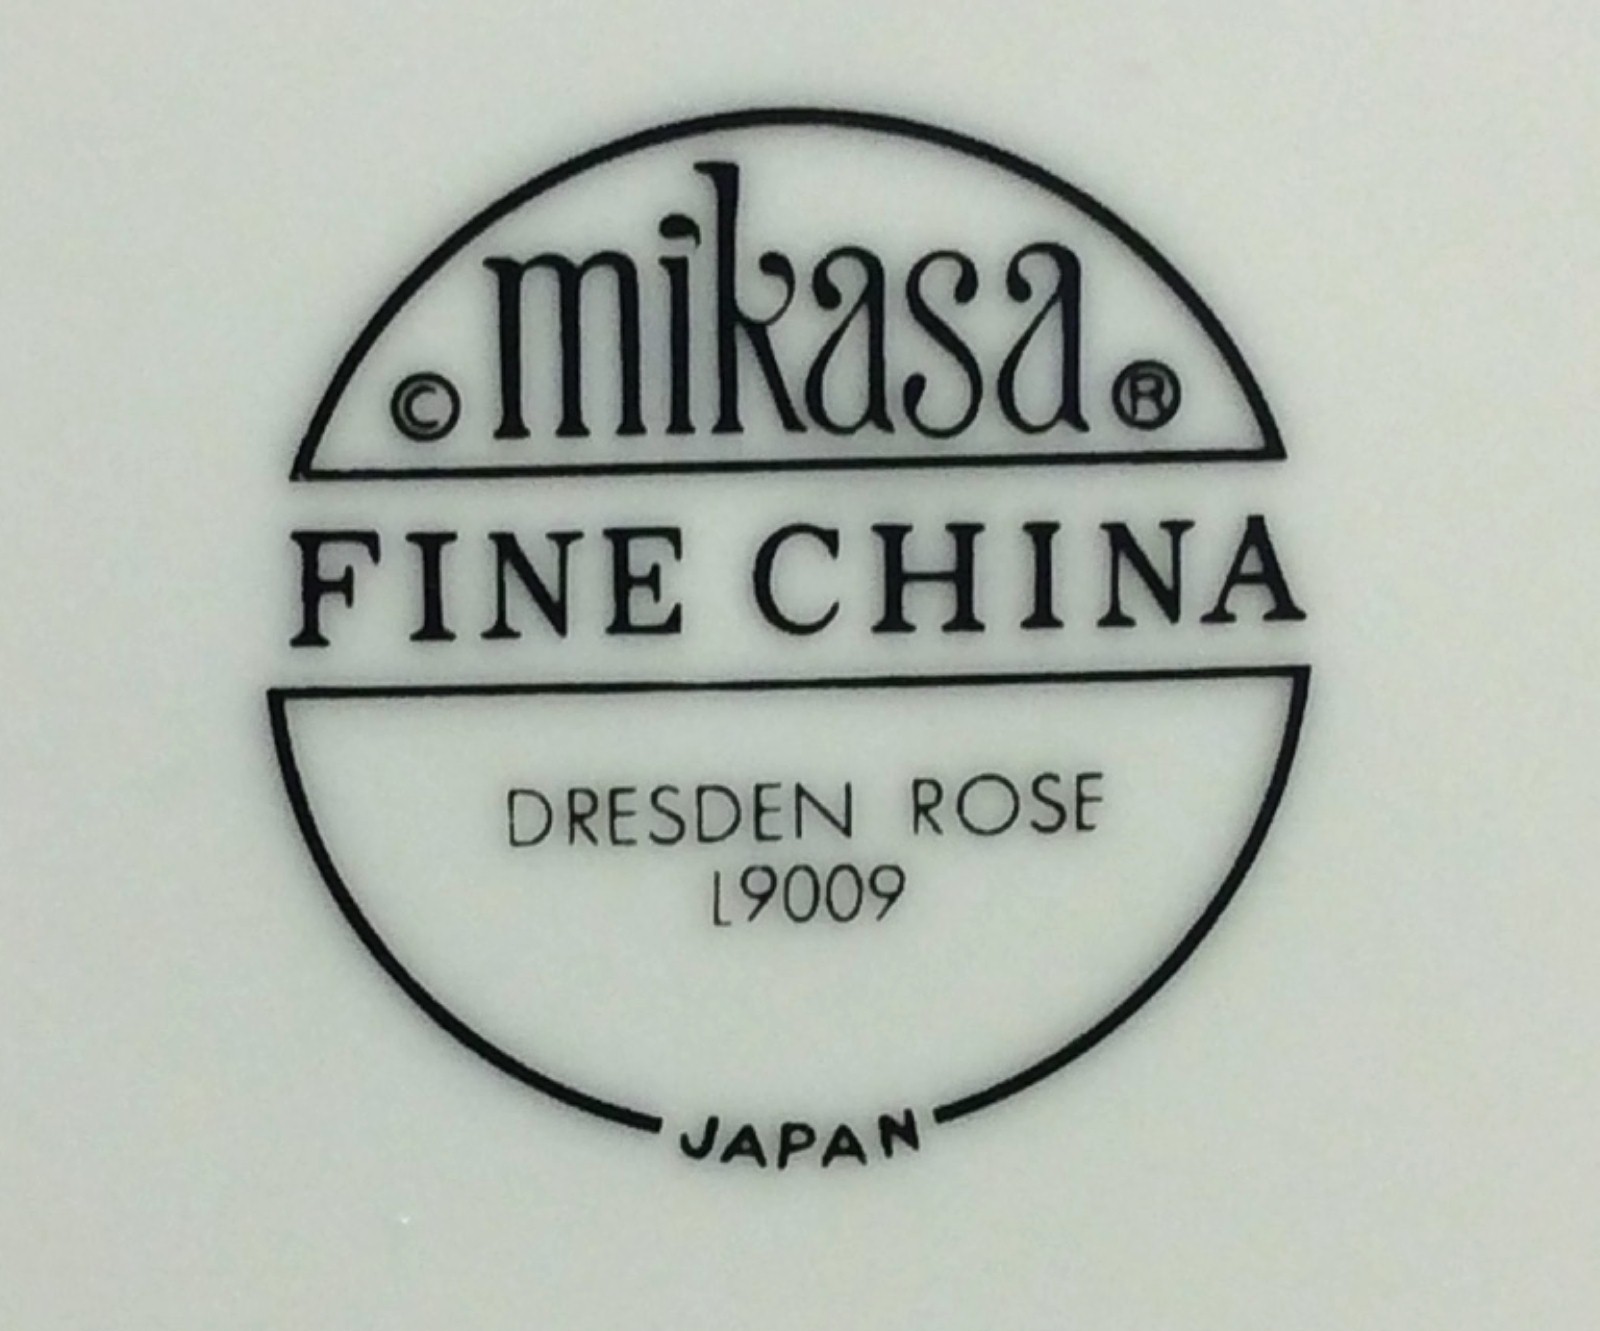 © mikasa ®
FINE CHINA
DRESDEN ROSE
L9009
JAPAN